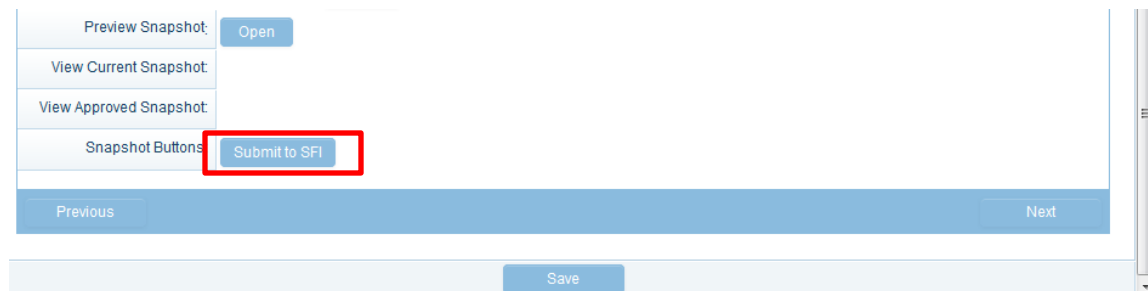 Preview Snapshot: Open
View Current Snapshot:
View Approved Snapshot:
Snapshot Buttons Submit to SFI
Previous Next
Save